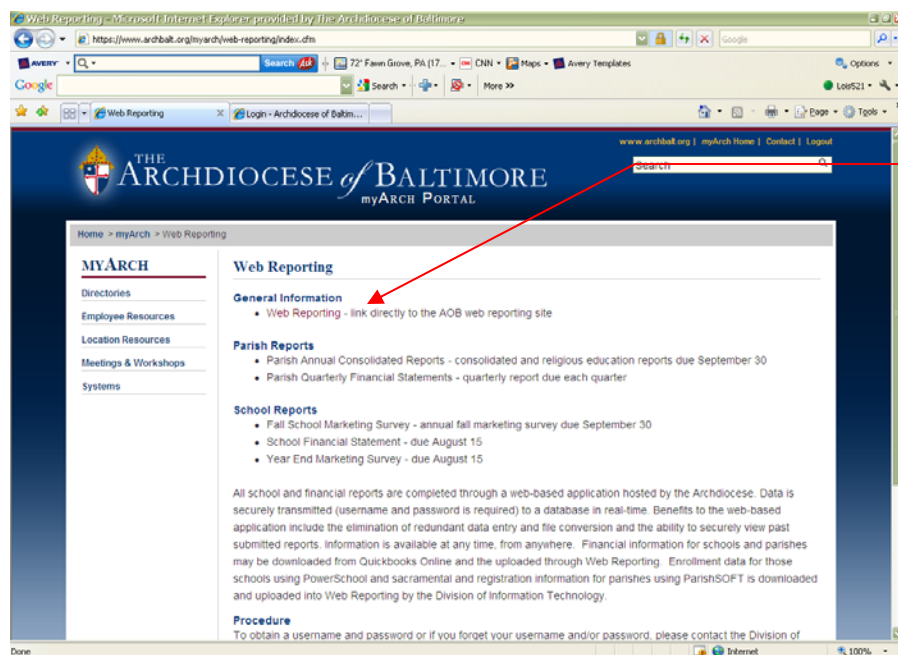 Web Reporting - Microsoft Internet Explorer provided by The Archdiocese of Baltimore
https://www.archbalt.org/myarch/web-reporting/index.cfm
Google
AVERY
Search
72° Fawn Grove, PA (17...
CNN
Maps
Avery Templates
Options
Google
Search
More >>
Lois521
Web Reporting
Login - Archdiocese of Baltim...
Page
Tools
www.archbalt.org | myArch Home | Contact | Logout
Search
THE
ARCHDIOCESE of BALTIMORE
myARCH PORTAL
Home > myArch > Web Reporting
MYARCH
Directories
Employee Resources
Location Resources
Meetings & Workshops
Systems
Web Reporting
General Information
• Web Reporting - link directly to the AOB web reporting site
Parish Reports
• Parish Annual Consolidated Reports - consolidated and religious education reports due September 30
• Parish Quarterly Financial Statements - quarterly report due each quarter
School Reports
• Fall School Marketing Survey - annual fall marketing survey due September 30
• School Financial Statement - due August 15
• Year End Marketing Survey - due August 15
All school and financial reports are completed through a web-based application hosted by the Archdiocese. Data is
securely transmitted (username and password is required) to a database in real-time. Benefits to the web-based
application include the elimination of redundant data entry and file conversion and the ability to securely view past
submitted reports. Information is available at any time, from anywhere. Financial information for schools and parishes
may be downloaded from Quickbooks Online and the uploaded through Web Reporting. Enrollment data for those
schools using PowerSchool and sacramental and registration information for parishes using ParishSOFT is downloaded
and uploaded into Web Reporting by the Division of Information Technology.
Procedure
To obtain a username and password or if you forget your username and/or password, please contact the Division of
Done
Internet
100%